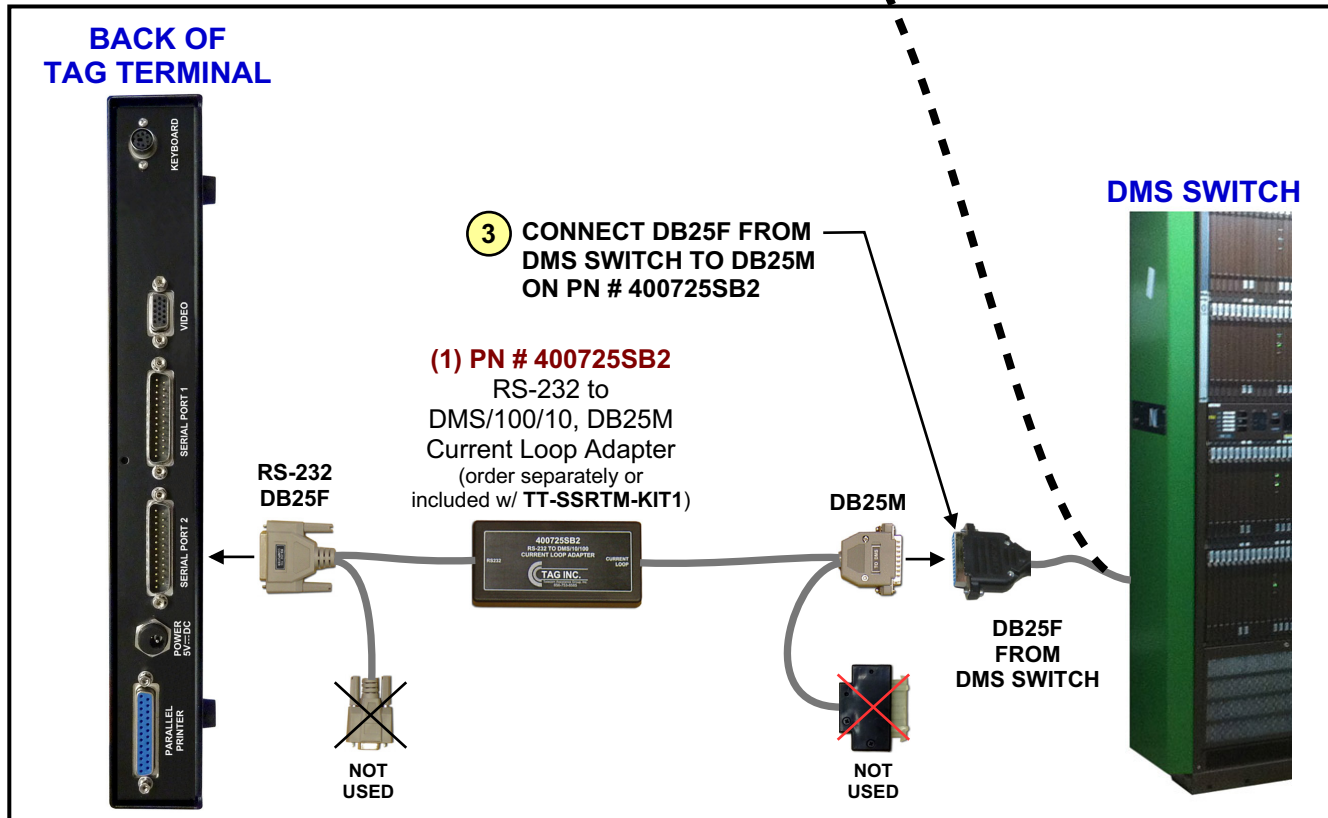 BACK OF
TAG TERMINAL
KEYBOARD
VIDEO
SERIAL PORT 1
SERIAL PORT 2
POWER
5V DC
PARALLEL
PRINTER
3
CONNECT DB25F FROM
DMS SWITCH TO DB25M
ON PN # 400725SB2
DMS SWITCH
(1) PN # 400725SB2
RS-232 to
DMS/100/10, DB25M
Current Loop Adapter
(order separately or
included w/ TT-SSRTM-KIT1)
RS-232
DB25F
400725SB2
RS-232 TO DMS/10/100
CURRENT LOOP ADAPTER
RS232
CURRENT
LOOP
TAG INC.
DB25M
TO DMS
DB25F
FROM
DMS SWITCH
NOT
USED
NOT
USED